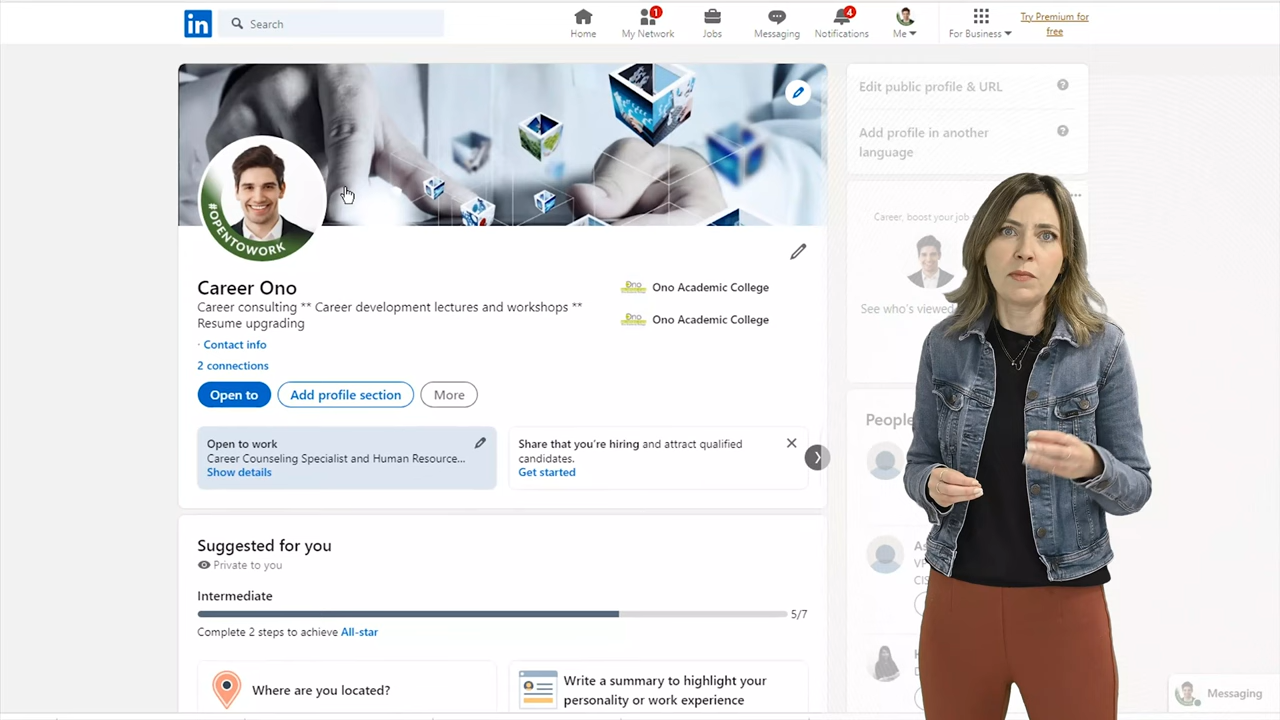 in
Search
1
4
Home
My Network
Jobs
Messaging
Notifications
Me
For Business
Try Premium for
free
Edit public profile & URL
Add profile in another
language
#OPENTOWORK
Career, boost your job
See who's viewed
Career Ono
Career consulting ** Career development lectures and workshops **
Resume upgrading
Ono Academic College
Ono Academic College
· Contact info
2 connections
Open to
Add profile section
More
People
Open to work
Career Counseling Specialist and Human Resource...
Show details
Share that you're hiring and attract qualified
candidates.
Get started
Suggested for you
Private to you
Intermediate
5/7
Complete 2 steps to achieve All-star
Where are you located?
Write a summary to highlight your
personality or work experience
Messaging